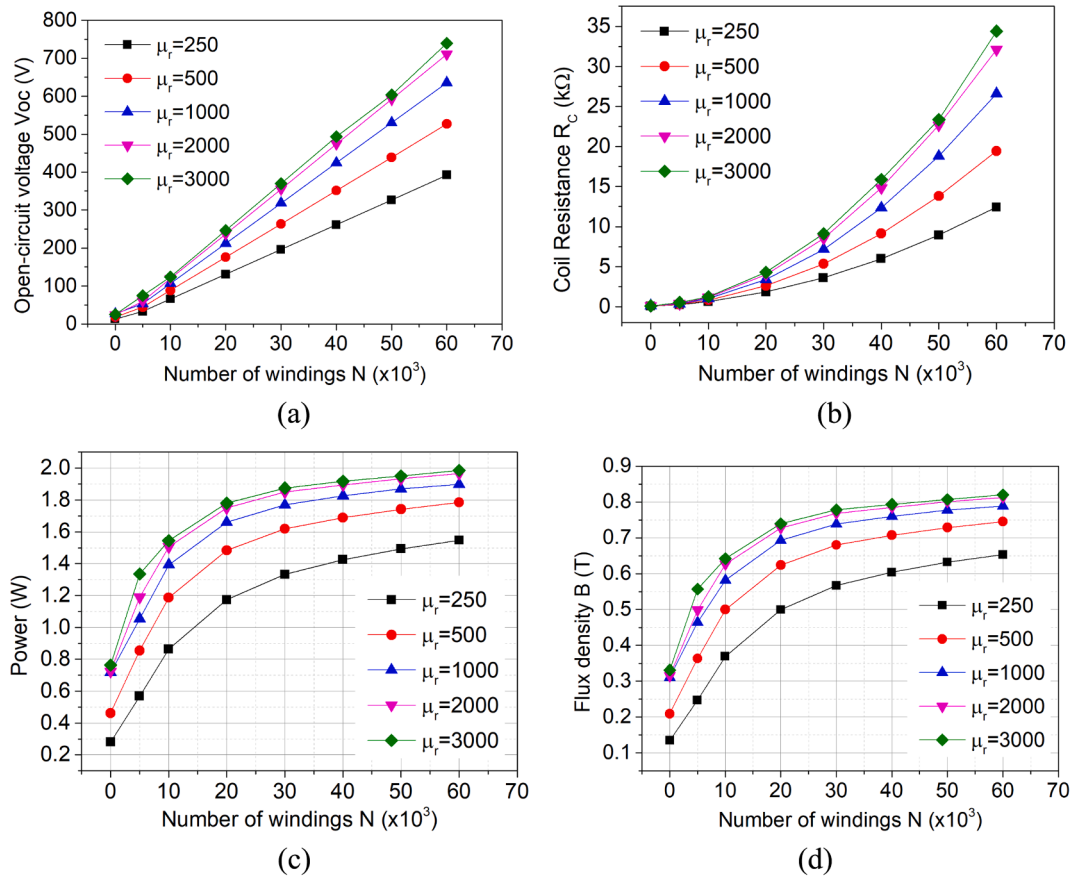 800
700
600
500
400
300
200
100
0
Open-circuit voltage Voc (V)
μr=250
μr=500
μr=1000
μr=2000
μr=3000
0 10 20 30 40 50 60 70
Number of windings N (x10³)
(a)
35
30
25
20
15
10
5
0
Coil Resistance RC (kΩ)
μr=250
μr=500
μr=1000
μr=2000
μr=3000
0 10 20 30 40 50 60 70
Number of windings N (x10³)
(b)
2.0
1.8
1.6
1.4
1.2
1.0
0.8
0.6
0.4
0.2
Power (W)
μr=250
μr=500
μr=1000
μr=2000
μr=3000
0 10 20 30 40 50 60 70
Number of windings N (x10³)
(c)
0.9
0.8
0.7
0.6
0.5
0.4
0.3
0.2
0.1
Flux density B (T)
μr=250
μr=500
μr=1000
μr=2000
μr=3000
0 10 20 30 40 50 60 70
Number of windings N (x10³)
(d)